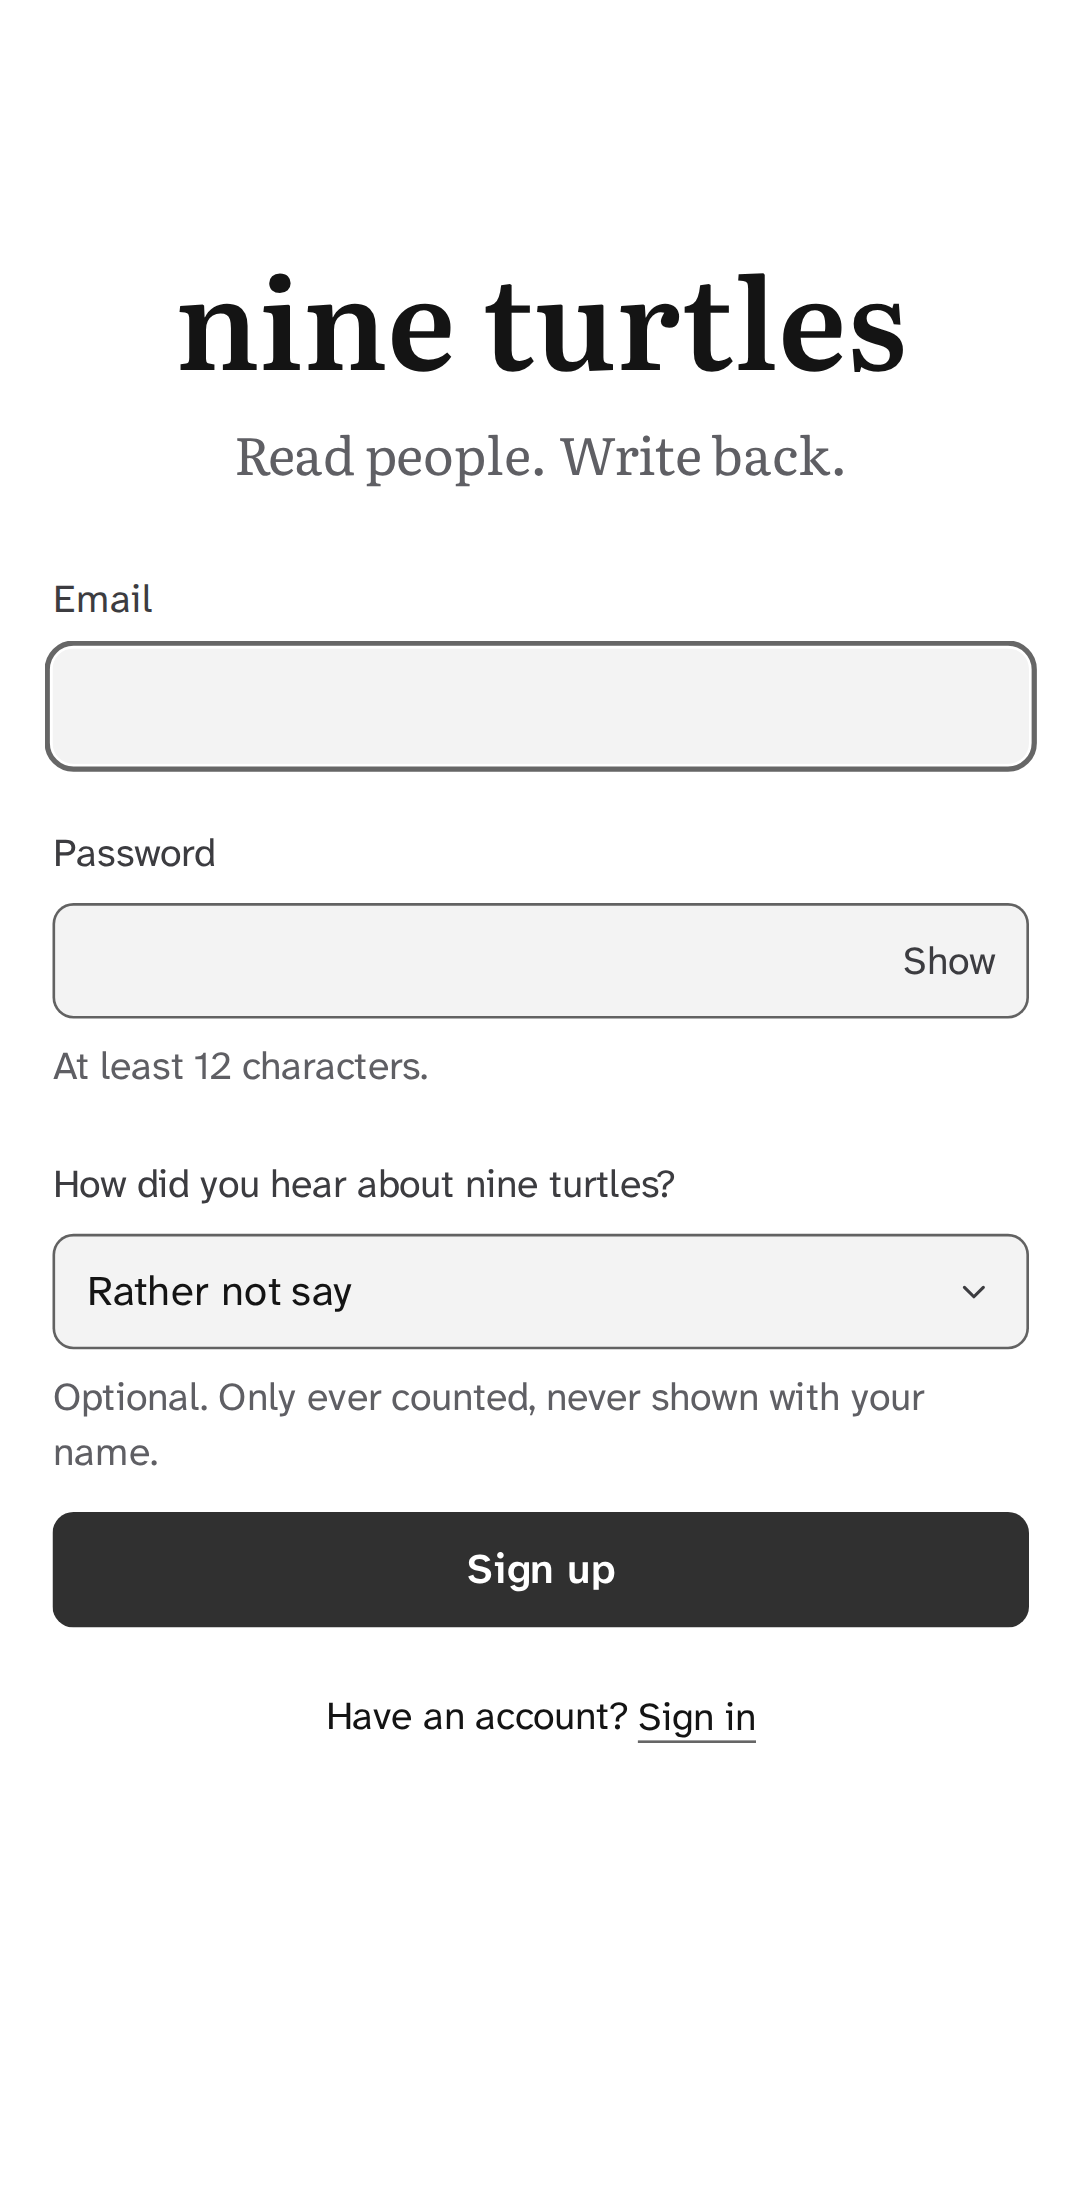 nine turtles
Read people. Write back.
Email
Password
Show
At least 12 characters.
How did you hear about nine turtles?
Rather not say
Optional. Only ever counted, never shown with your
name.
Sign up
Have an account? Sign in